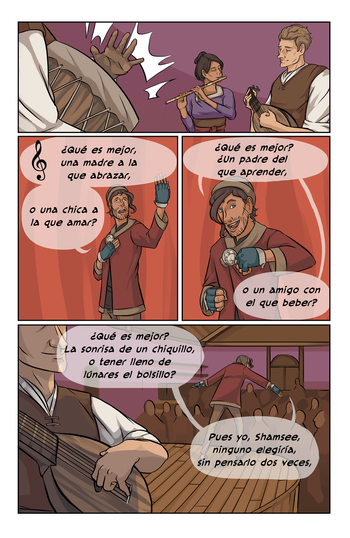 ¿Qué es mejor,
una madre a la
que abrazar,
o una chica a
la que amar?
¿Qué es mejor?
¿Un padre del
que aprender,
o un amigo con
el que beber?
¿Qué es mejor?
La sonrisa de un chiquillo,
o tener lleno de
lúnares el bolsillo?
Pues yo, Shamsee,
ninguno elegiría,
sin pensarlo dos veces,